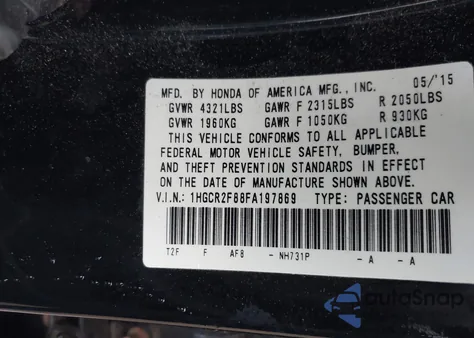 MFD. BY HONDA OF AMERICA MFG., INC. 05/'15
GVWR 4321LBS GAWR F 2315LBS R 2050LBS
GVWR 1960KG GAWR F 1050KG R 930KG
THIS VEHICLE CONFORMS TO ALL APPLICABLE
FEDERAL MOTOR VEHICLE SAFETY, BUMPER,
AND THEFT PREVENTION STANDARDS IN EFFECT
ON THE DATE OF MANUFACTURE SHOWN ABOVE.
V.I.N.: 1HGCR2F88FA197869 TYPE: PASSENGER CAR
T2F F AF8 - NH731P - A - A
autoSnap